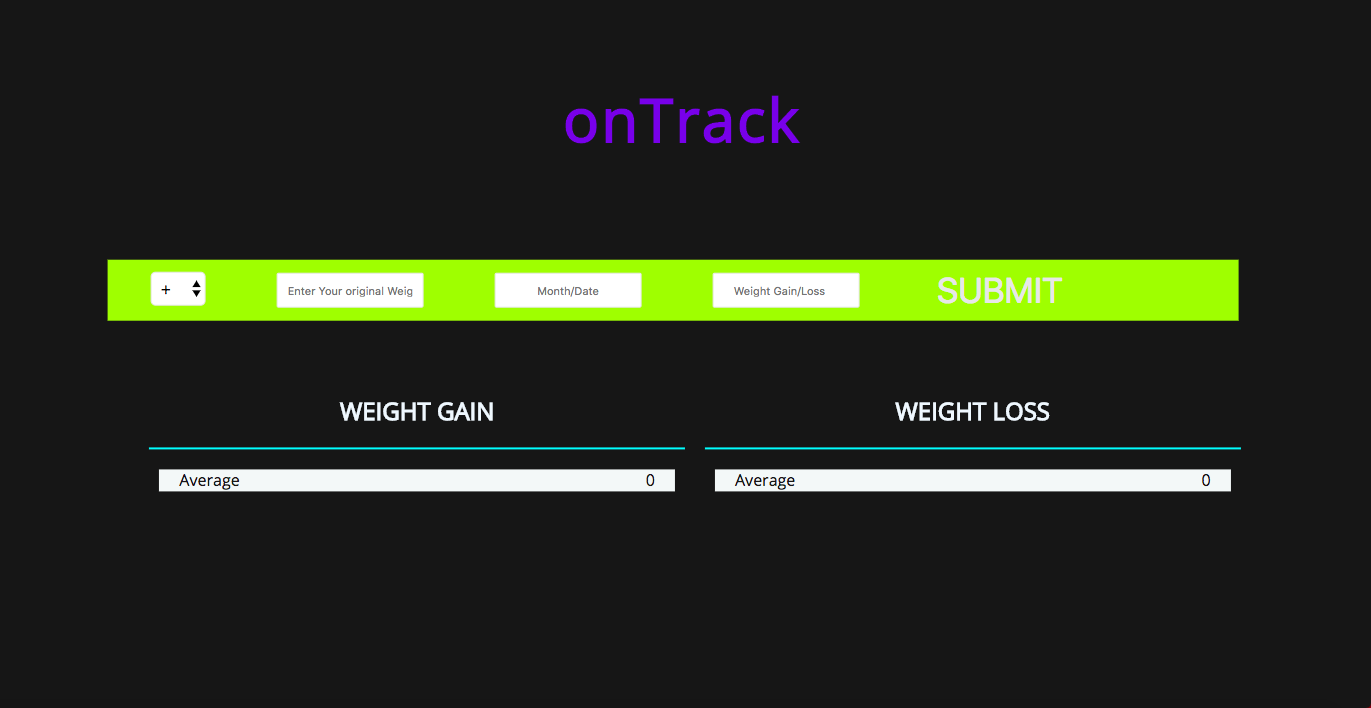 onTrack
+ Enter Your original Weig Month/Date Weight Gain/Loss SUBMIT
WEIGHT GAIN WEIGHT LOSS
Average 0 Average 0